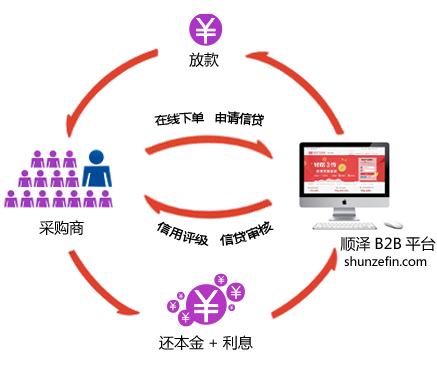 ¥
放款
在线下单 申请信贷
采购商
信用评级 信贷审核
顺泽 B2B 平台
shunzefin.com
¥
还本金 + 利息